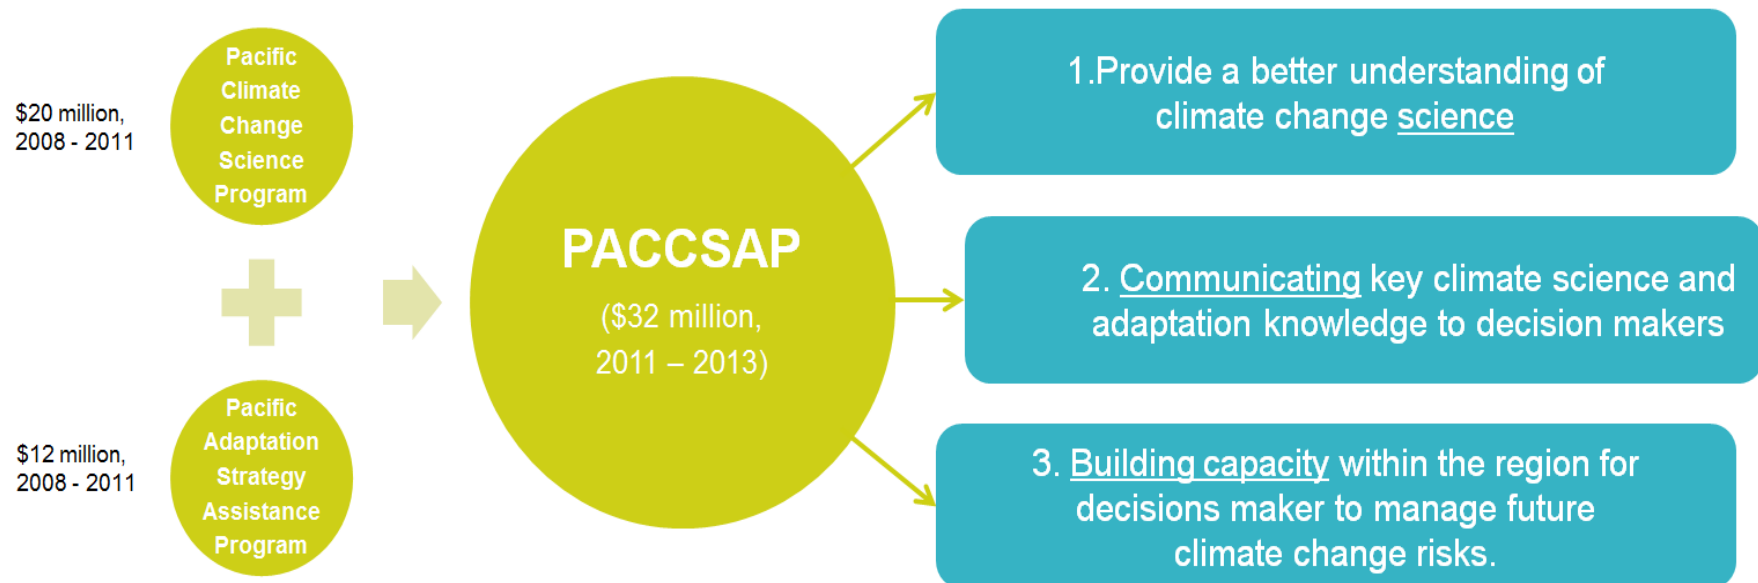 $20 million,
2008 - 2011
Pacific
Climate
Change
Science
Program
$12 million,
2008 - 2011
Pacific
Adaptation
Strategy
Assistance
Program
PACCSAP
($32 million,
2011 – 2013)
1.Provide a better understanding of
climate change science
2. Communicating key climate science and
adaptation knowledge to decision makers
3. Building capacity within the region for
decisions maker to manage future
climate change risks.